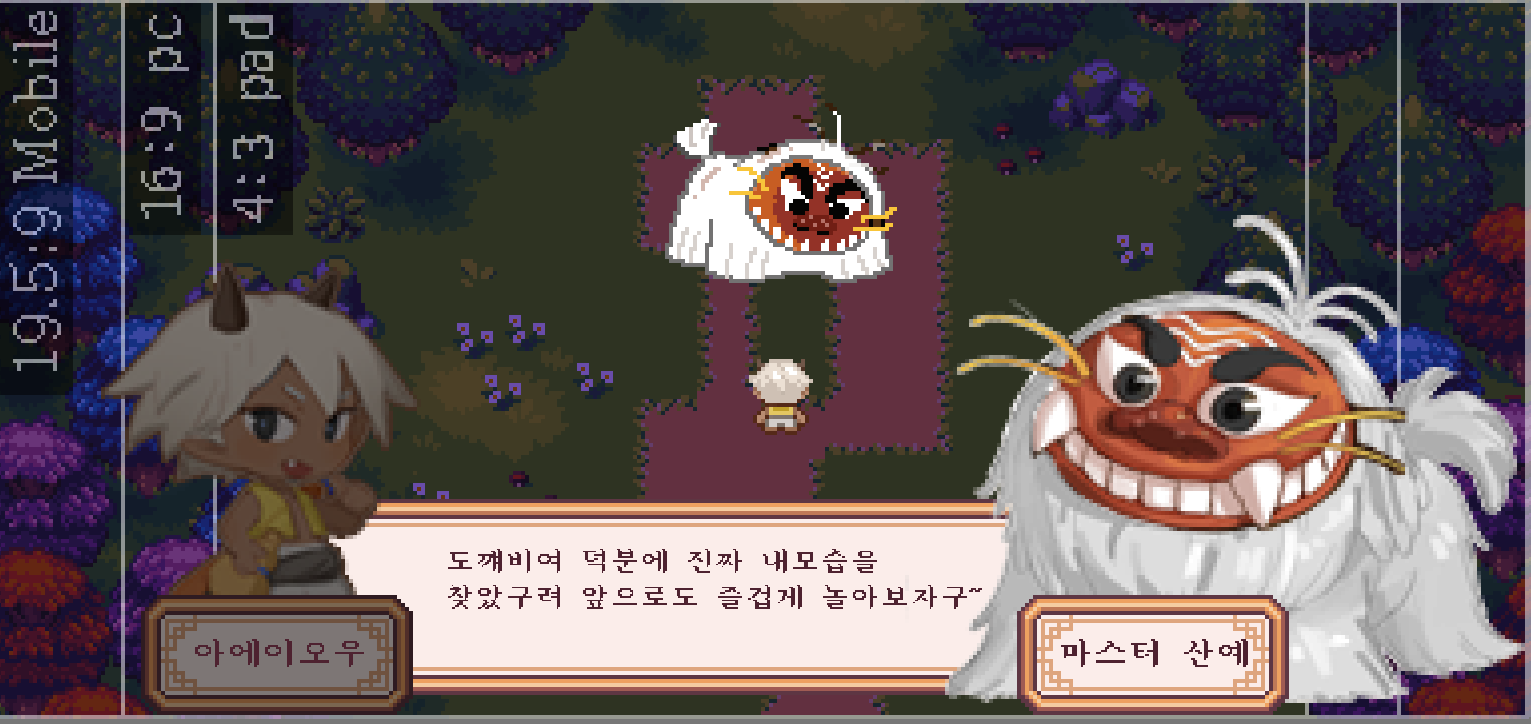 19.5:9 Mobile
16:9 pc
4:3 pad
도깨비여 덕분에 진짜 내모습을
찾았구려 앞으로도 즐겁게 놀아보자구~
아에이오우
마스터 산예